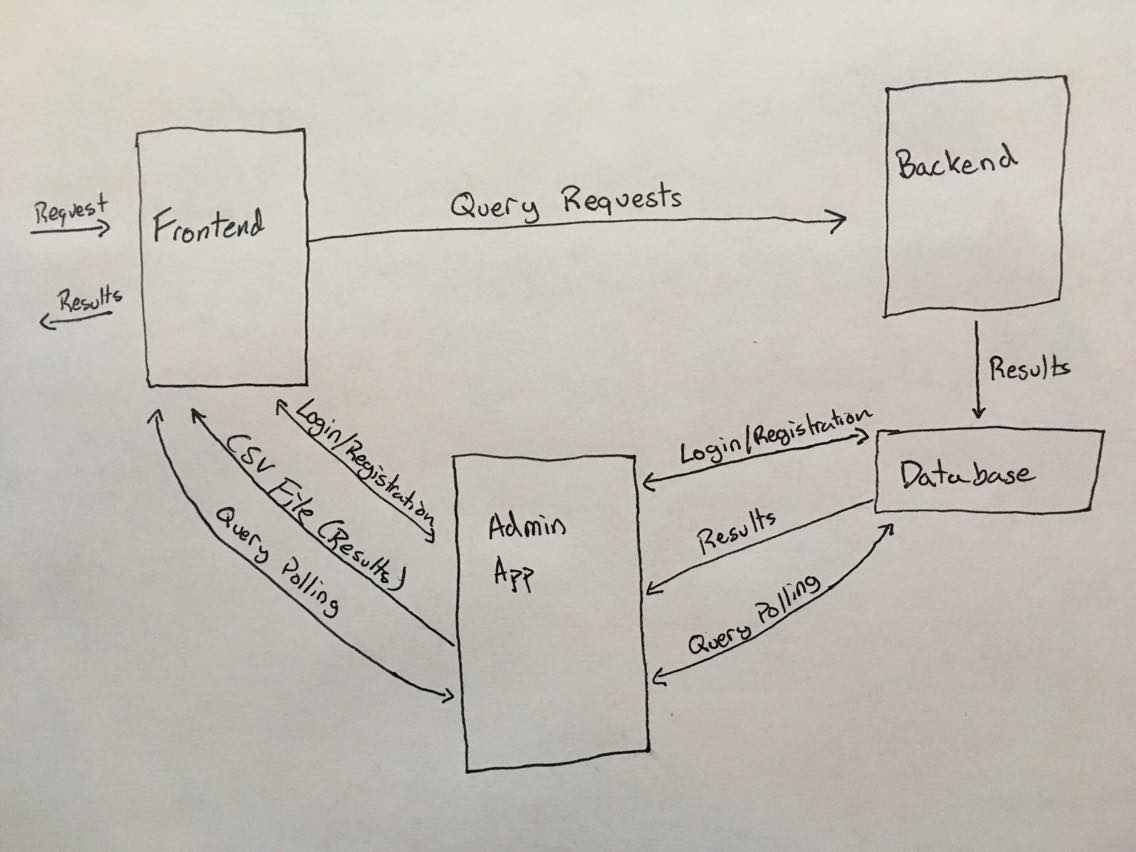 Backend
Request
Frontend
Query Requests
Results
Results
Login/Registration
Login/Registration
CSV File (Results)
Database
Query Polling
Admin
App
Results
Query Polling